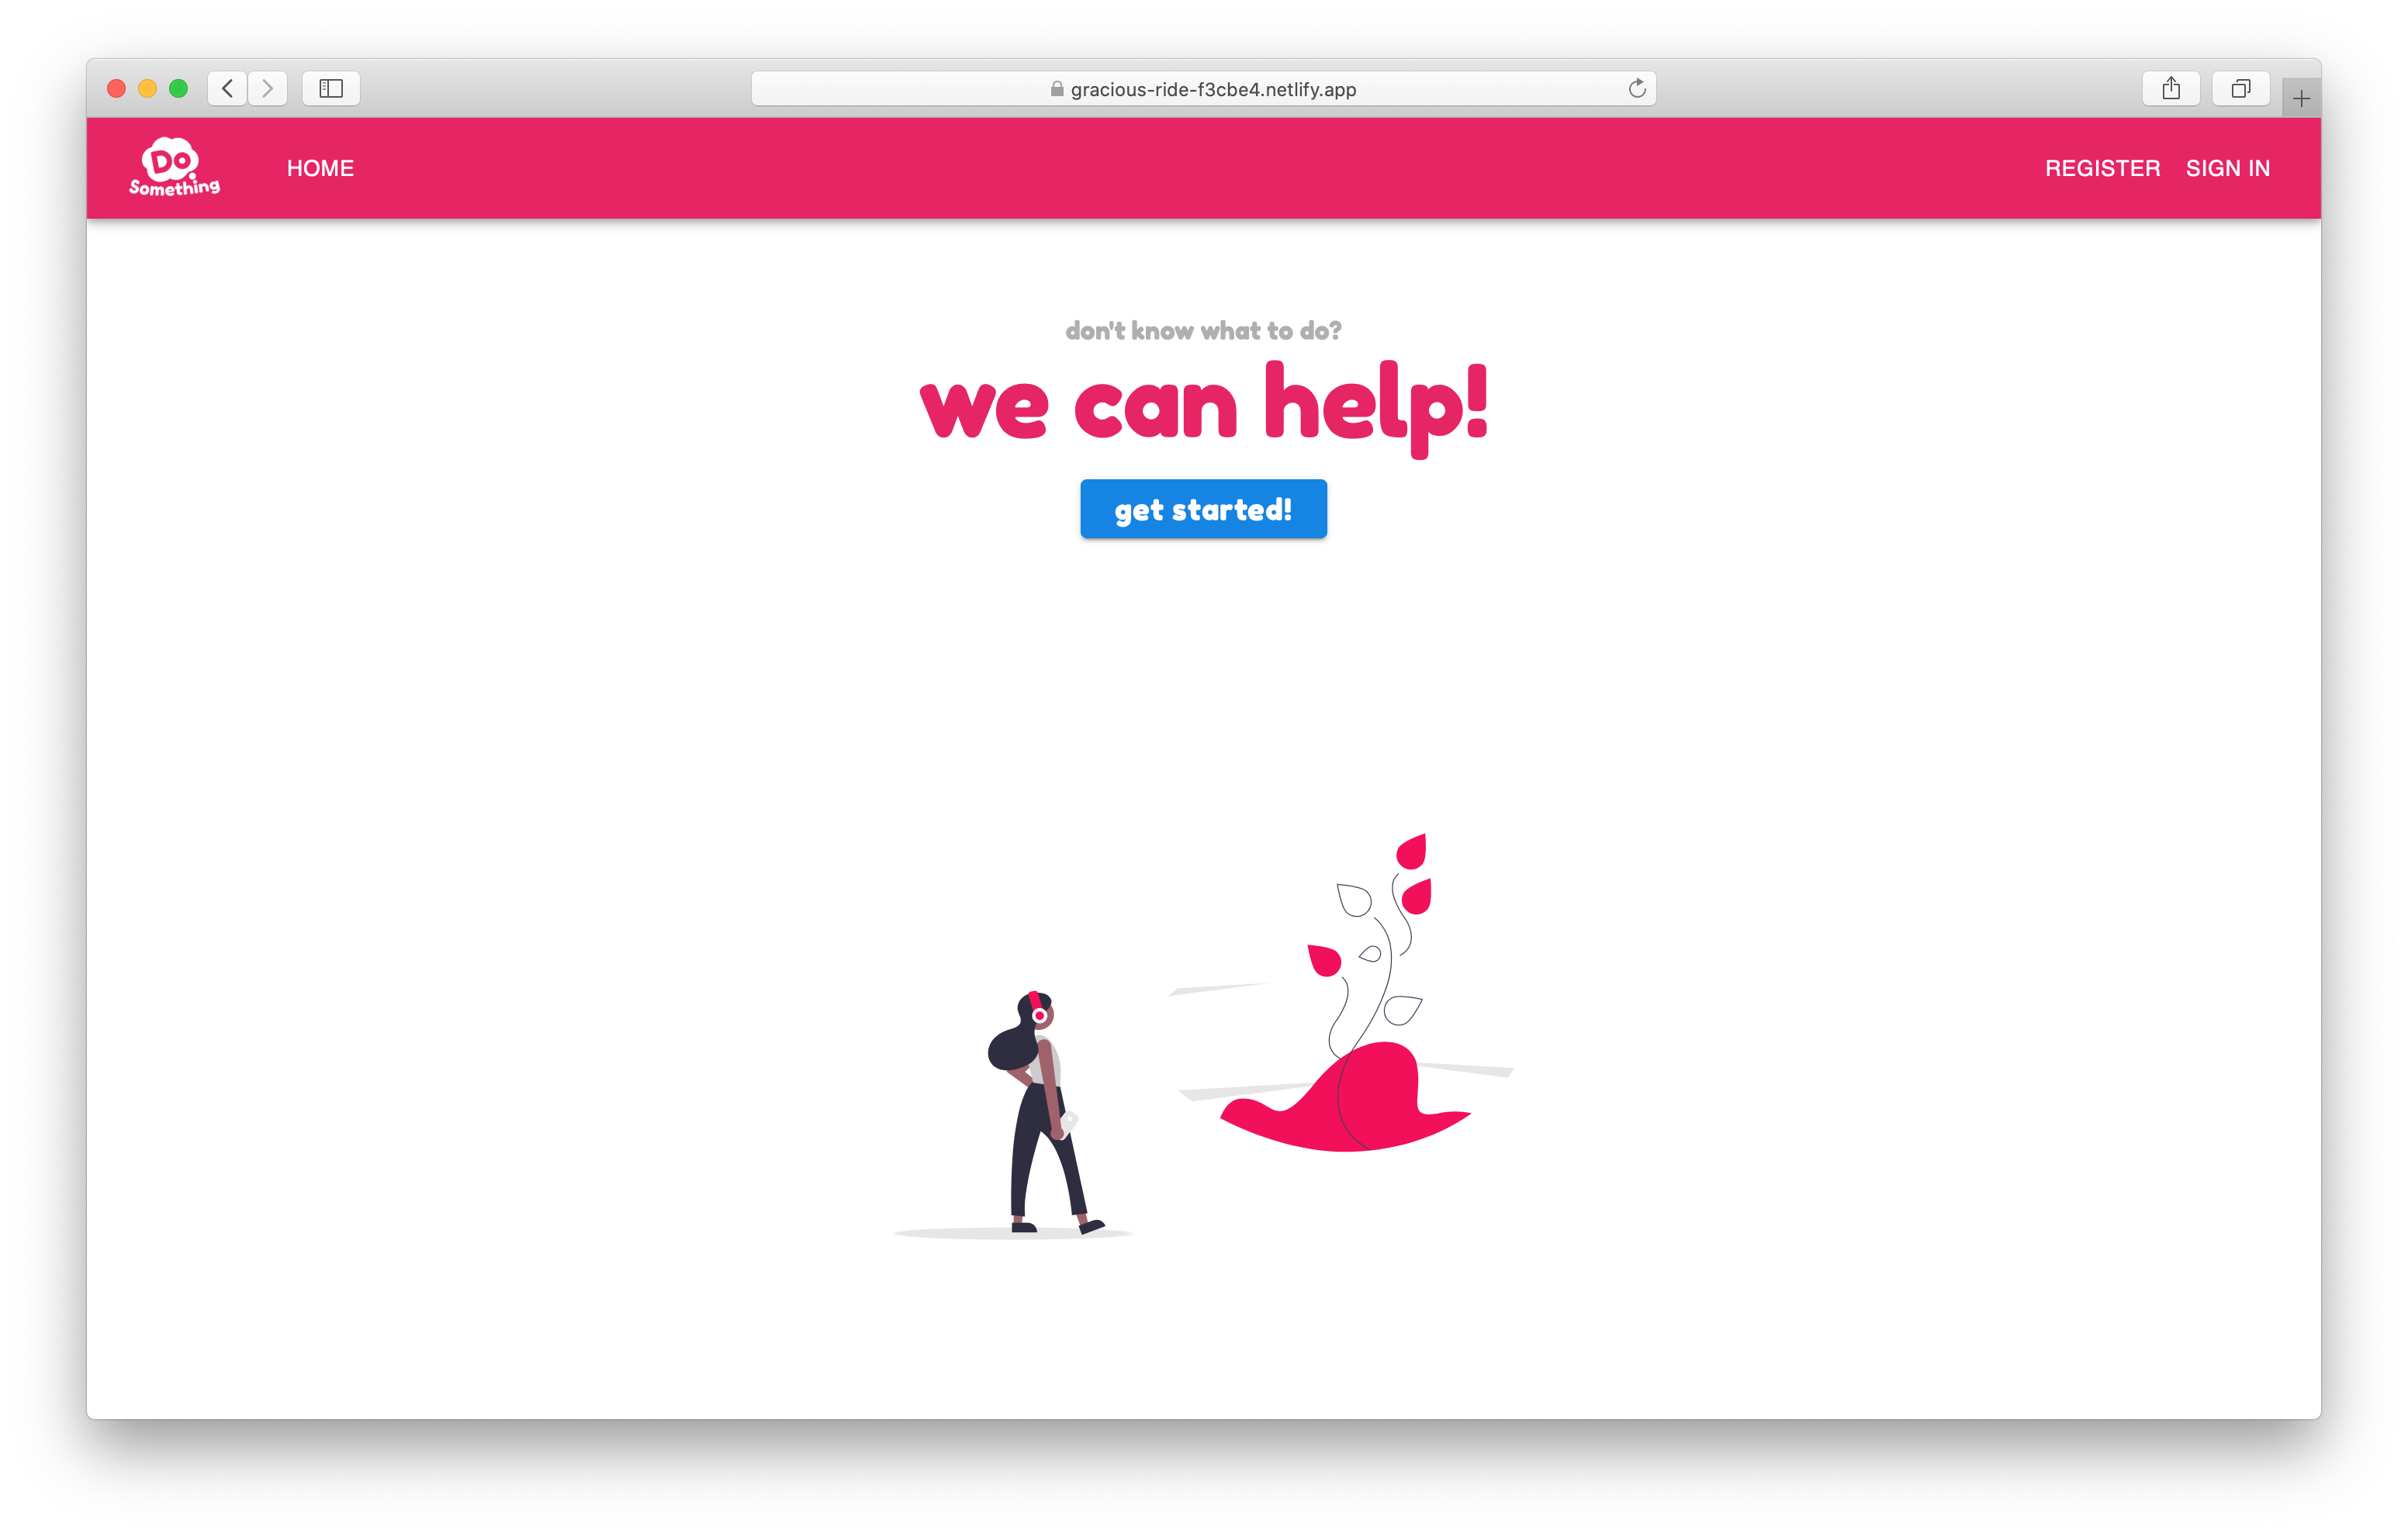 gracious-ride-f3cbe4.netlify.app
Do
Something
HOME
REGISTER
SIGN IN
don't know what to do?
we can help!
get started!